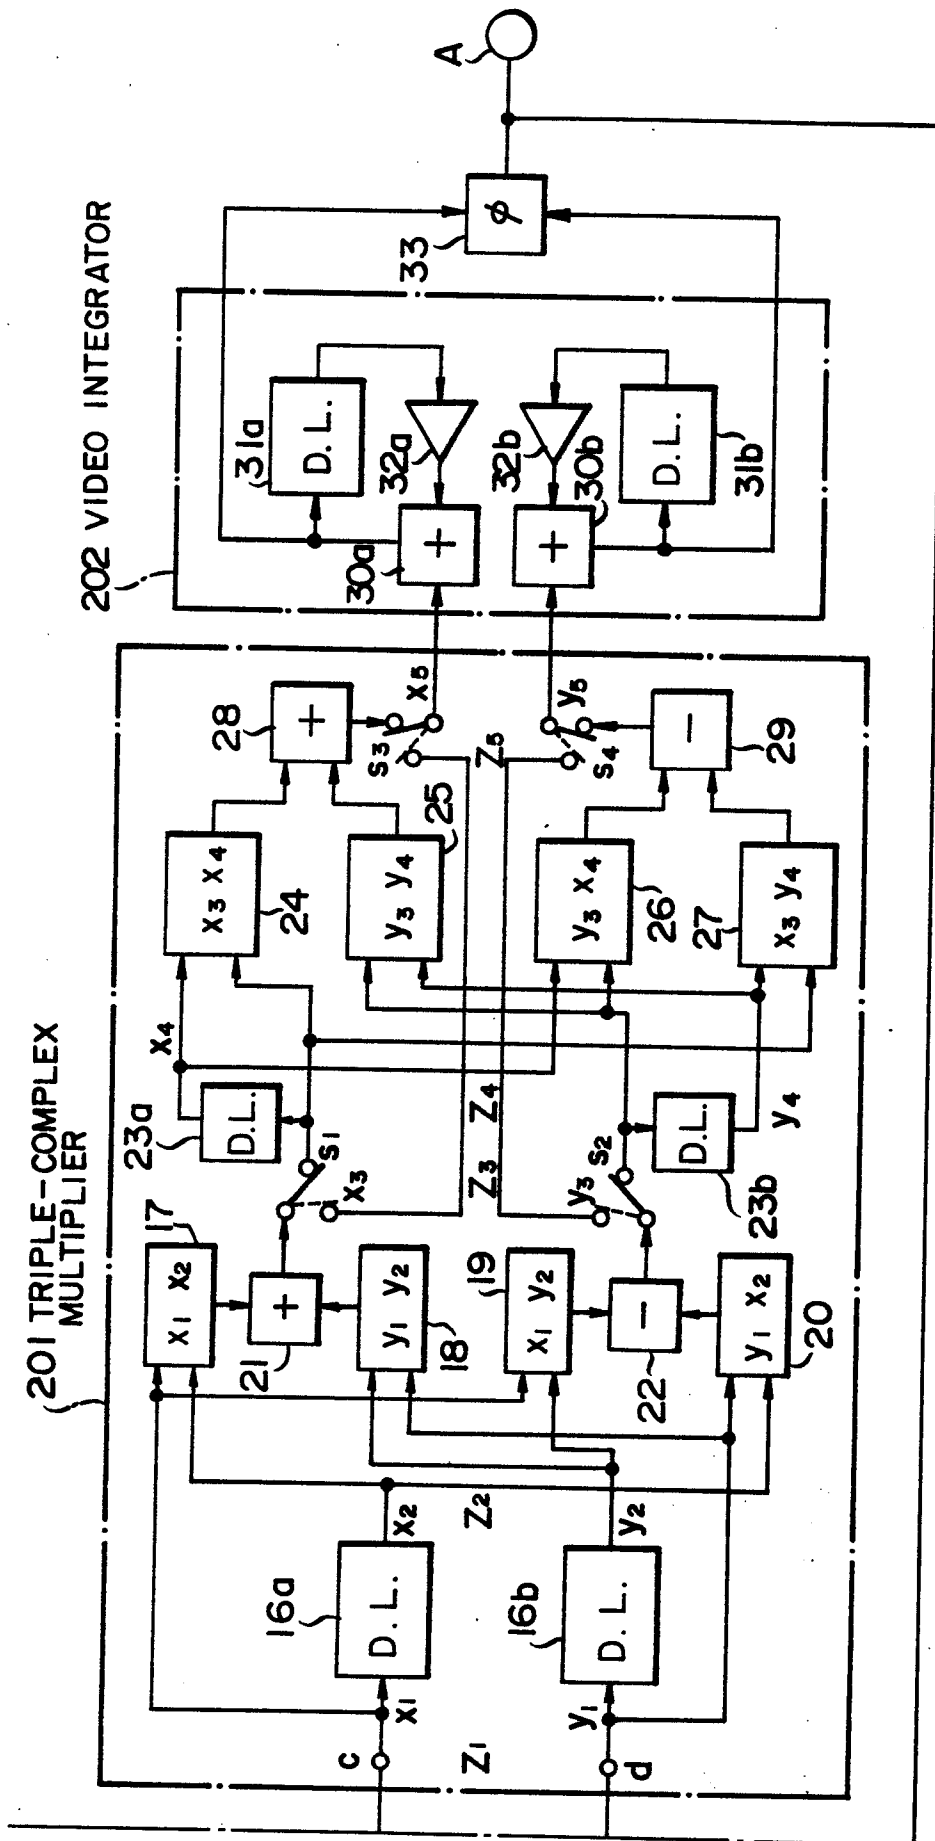 201 TRIPLE-COMPLEX
MULTIPLIER
202 VIDEO INTEGRATOR
c
Z1
d
x1
y1
16a
D. L.
16b
D. L.
x2
Z2
y2
17
x1 x2
21
+
y1 y2
18
19
x1 y2
22
−
y1 x2
20
s1
x3
Z3
y3
s2
23a
D.L.
D.L.
23b
x4
Z4
y4
x3 x4
24
y3 y4
25
y3 x4
26
27
x3 y4
28
+
s3
x5
Z5
y5
s4
−
29
30a
+
+
30b
31a
D. L.
32a
32b
D. L.
31b
33
ϕ
A